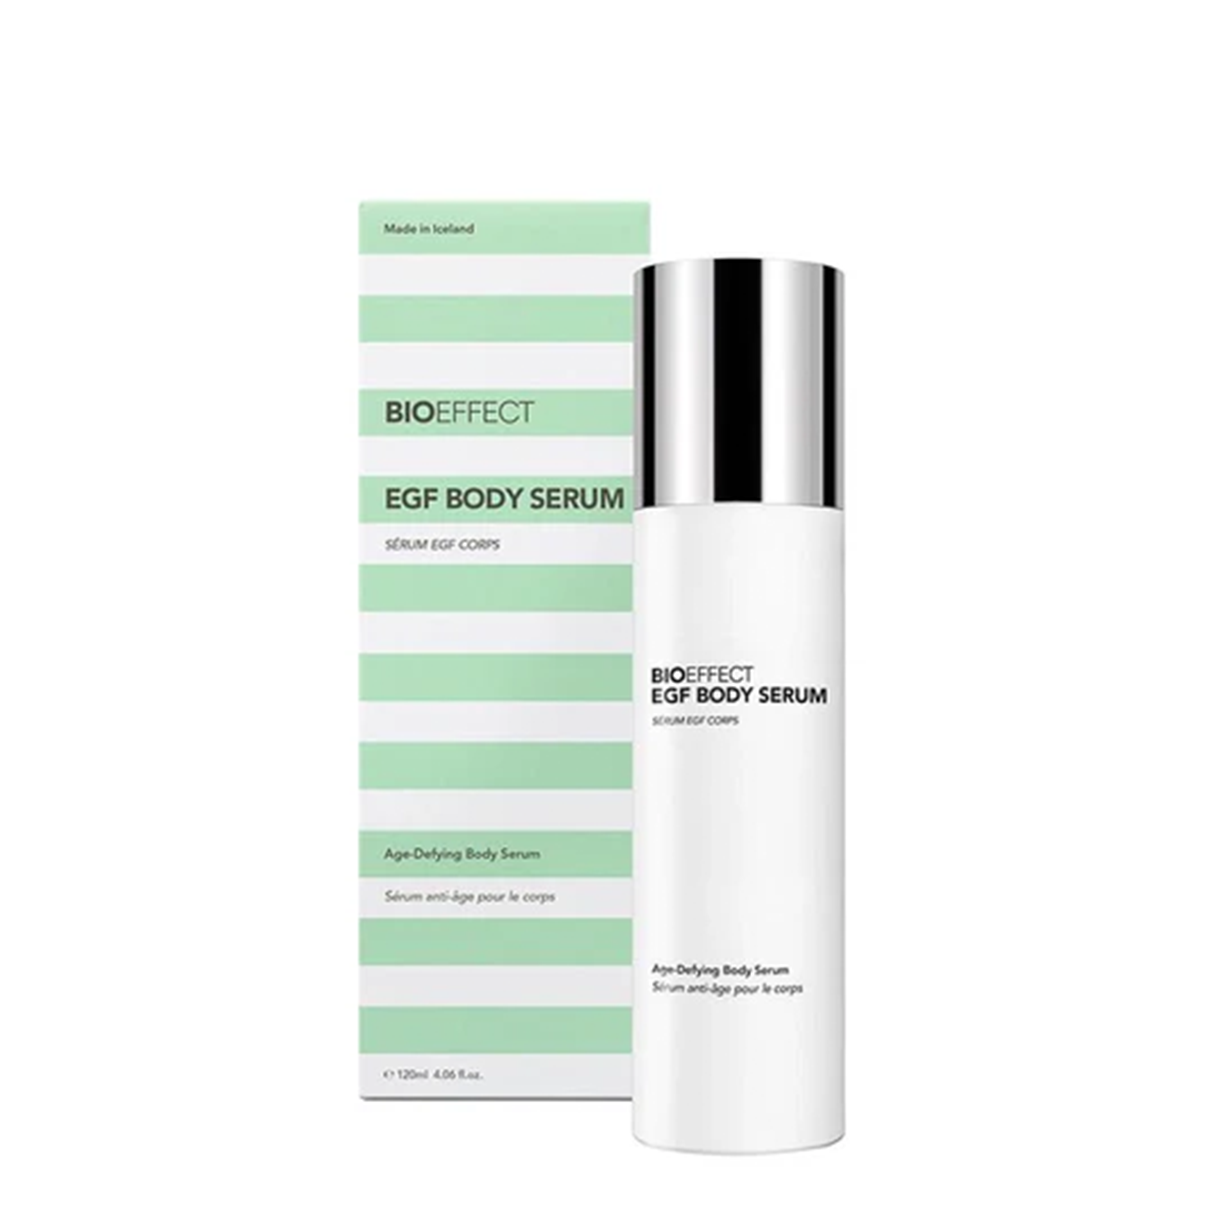 Made in Iceland
BIOEFFECT
EGF BODY SERUM
SÉRUM EGF CORPS
Age-Defying Body Serum
Sérum anti-âge pour le corps
℮ 120ml 4.06 fl.oz.
BIOEFFECT
EGF BODY SERUM
SÉRUM EGF CORPS
Age-Defying Body Serum
Sérum anti-âge pour le corps